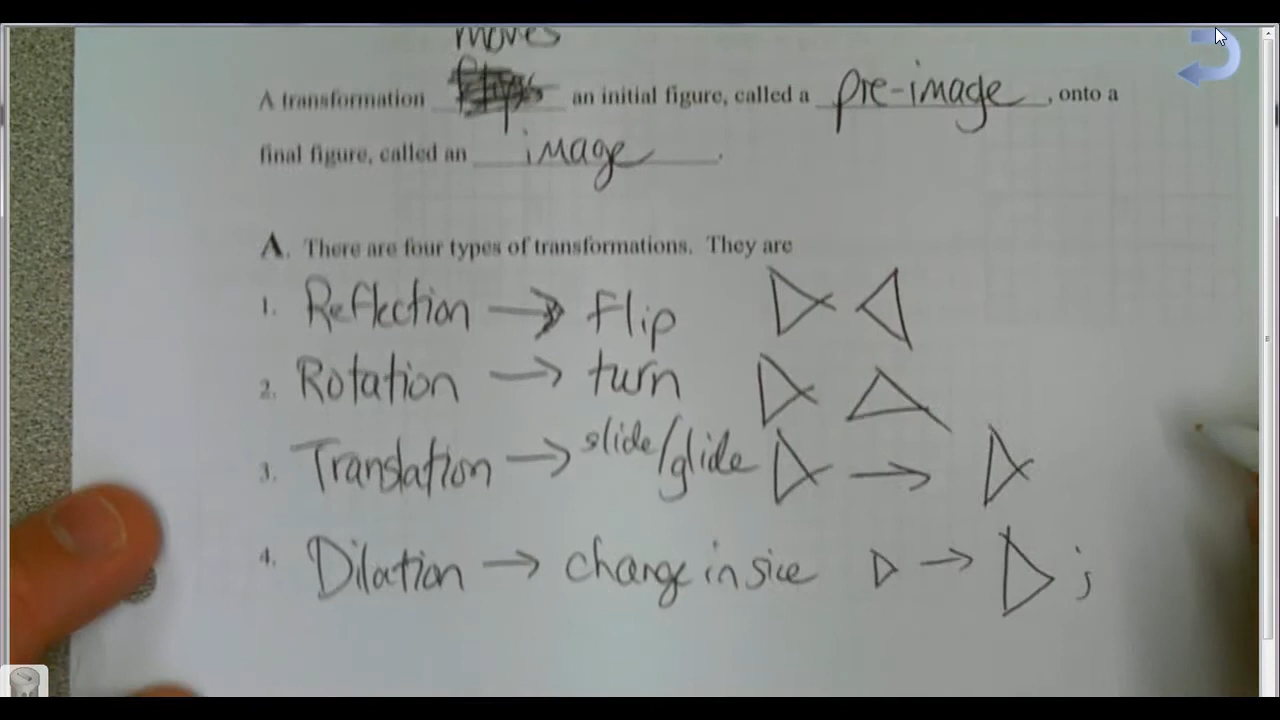 moves
A transformation an initial figure, called a pre-image, onto a
final figure, called an image.
A. There are four types of transformations. They are
1. Reflection → flip
2. Rotation → turn
3. Translation → slide/glide →
4. Dilation → change in size → ;